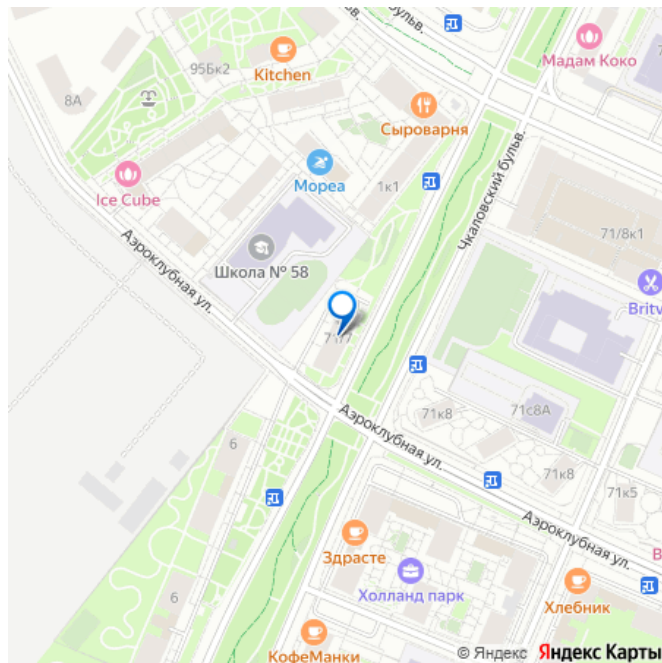 бульв.
Мадам Коко
Kitchen
95Бк2
8А
Сыроварня
Ice Cube
Мореа
1к1
Чкаловский бульв.
71/8к1
Аэроклубная ул.
Школа № 58
Britv
71/7
71к8
71с8А
Аэроклубная ул.
6
71к8
71к5
Аэроклубная ул.
Здрасте
В
Холланд парк
Хлебник
6
КофеМанки
© Яндекс Яндекс Карты